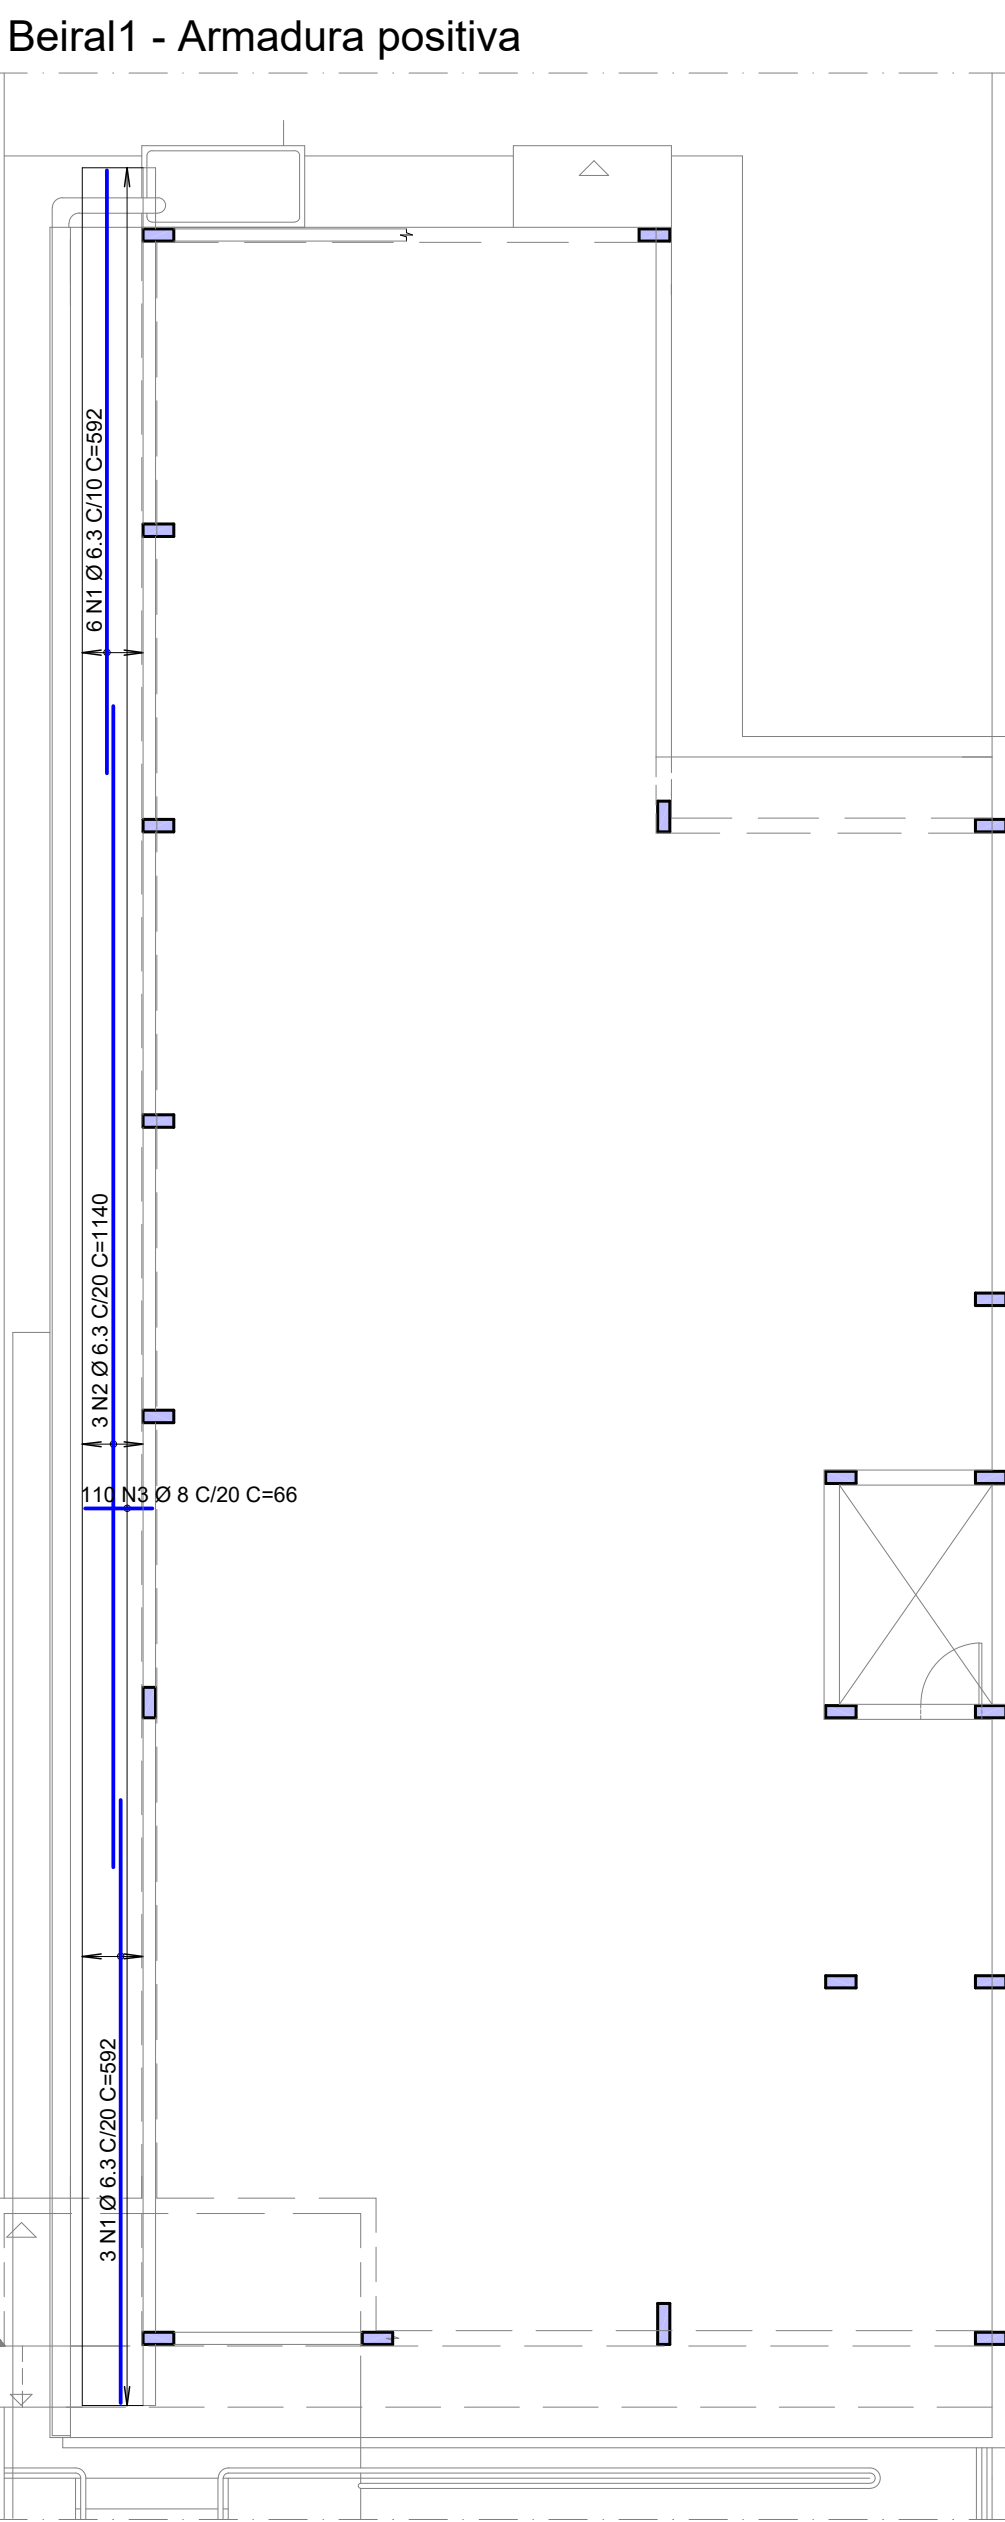 Beiral1 - Armadura positiva
6 N1 Ø 6.3 C/10 C=592
3 N2 Ø 6.3 C/20 C=1140
110 N3 Ø 8 C/20 C=66
3 N1 Ø 6.3 C/20 C=592